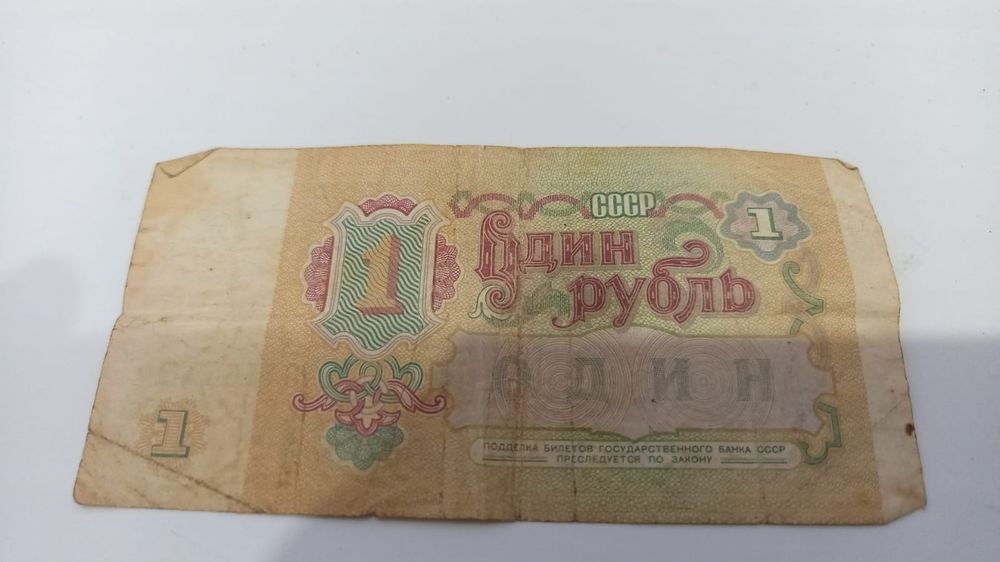 СССР
1
1
Один
рубль
ОДИН
1
ПОДДЕЛКА БИЛЕТОВ ГОСУДАРСТВЕННОГО БАНКА СССР
ПРЕСЛЕДУЕТСЯ ПО ЗАКОНУ